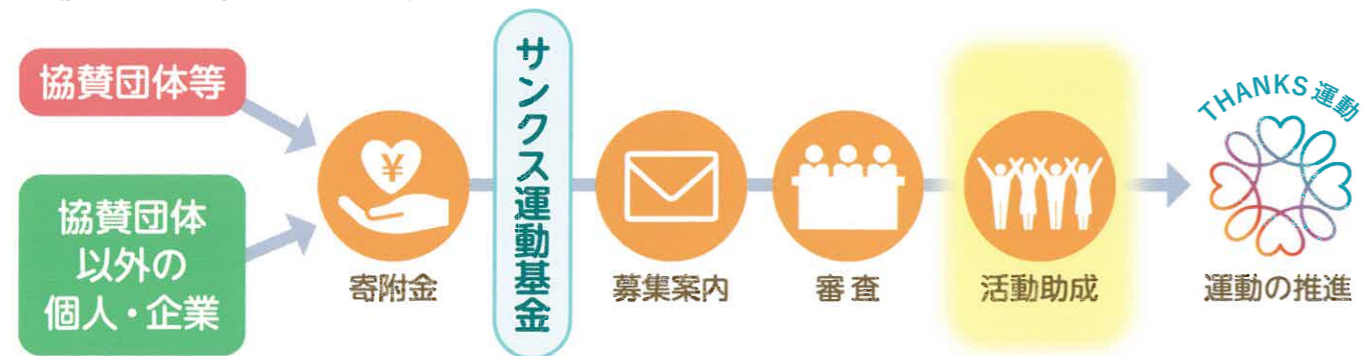 協賛団体等
協賛団体
以外の
個人・企業
¥
寄附金
サンクス運動基金
募集案内
審査
活動助成
THANKS運動
運動の推進